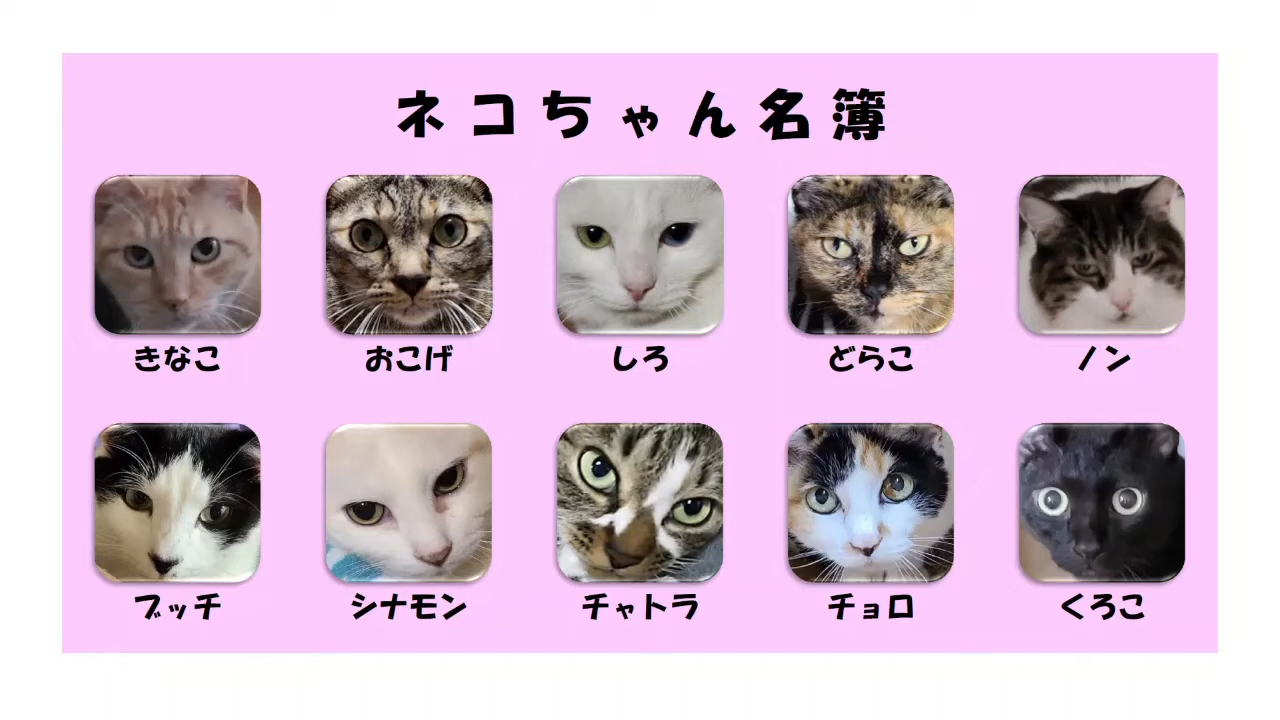 ネコちゃん名簿
きなこ
おこげ
しろ
どらこ
ノン
ブッチ
シナモン
チャトラ
チョロ
くろこ